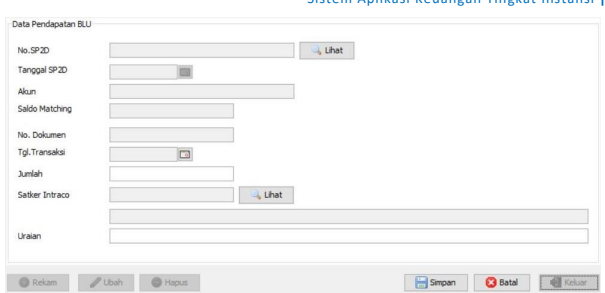 Sistem Aplikasi Keuangan Tingkat Instansi |
Data Pendapatan BLU
No.SP2D
Lihat
Tanggal SP2D
Akun
Saldo Matching
No. Dokumen
Tgl.Transaksi
Jumlah
Satker Intraco
Lihat
Uraian
Rekam Ubah Hapus Simpan Batal Keluar